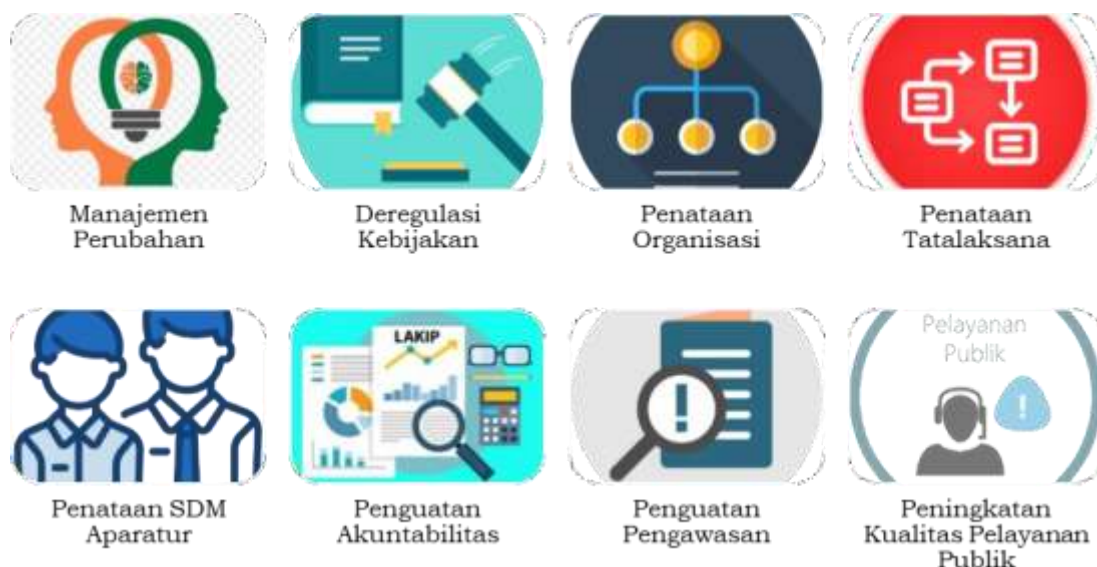 Manajemen
Perubahan
Deregulasi
Kebijakan
Penataan
Organisasi
Penataan
Tatalaksana
LAKIP
Pelayanan
Publik
Penataan SDM
Aparatur
Penguatan
Akuntabilitas
Penguatan
Pengawasan
Peningkatan
Kualitas Pelayanan
Publik